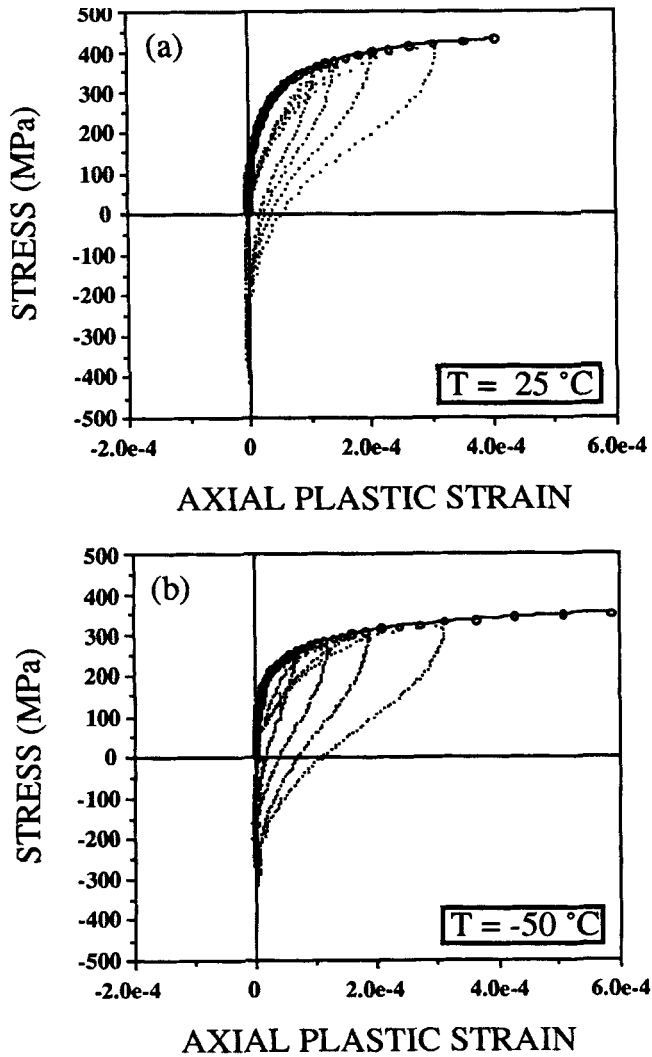 (a)
500
400
300
200
100
0
-100
-200
-300
-400
-500
STRESS (MPa)
T = 25 °C
-2.0e-4 0 2.0e-4 4.0e-4 6.0e-4
AXIAL PLASTIC STRAIN
(b)
500
400
300
200
100
0
-100
-200
-300
-400
-500
STRESS (MPa)
T = -50 °C
-2.0e-4 0 2.0e-4 4.0e-4 6.0e-4
AXIAL PLASTIC STRAIN